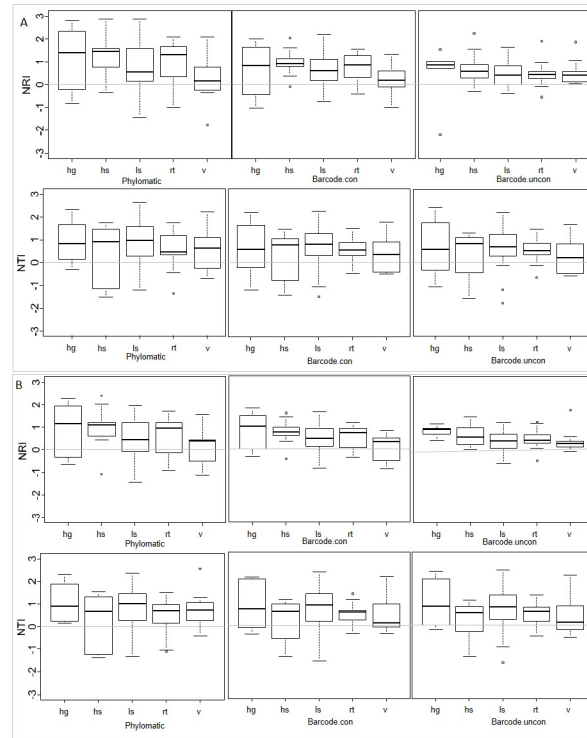 A
NRI
3
2
1
0
1
2
-3
hg hs ls rt v
Phylomatic
hg hs ls rt v
Barcode.con
hg hs ls rt v
Barcode.uncon
NTI
3
2
1
0
1
2
-3
hg hs ls rt v
Phylomatic
hg hs ls rt v
Barcode.con
hg hs ls rt v
Barcode.uncon
B
NRI
3
2
1
0
-1
-2
-3
hg hs ls rt v
Phylomatic
hg hs ls rt v
Barcode.con
hg hs ls rt v
Barcode.uncon
NTI
3
2
1
0
-1
-2
-3
hg hs ls rt v
Phylomatic
hg hs ls rt v
Barcode.con
hg hs ls rt v
Barcode.uncon